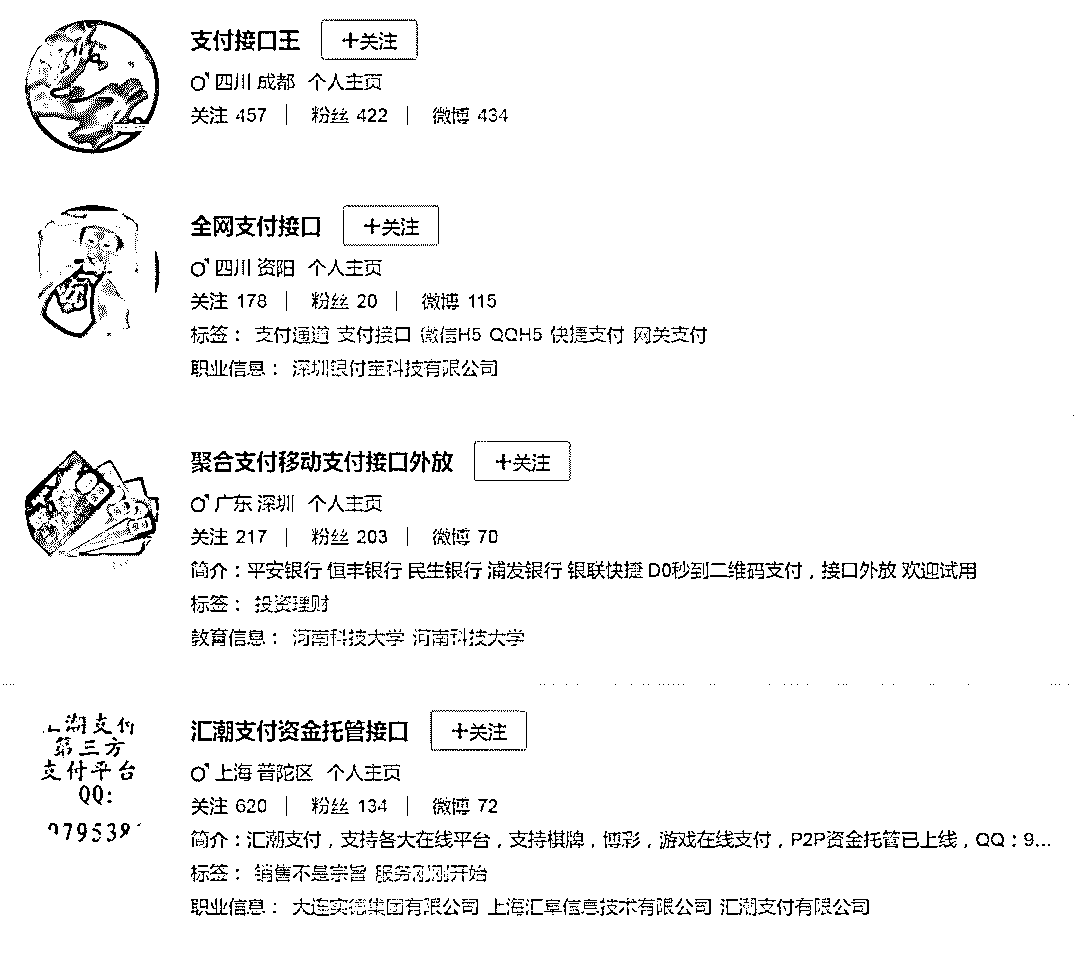 支付接口王 +关注
四川 成都 个人主页
关注 457 | 粉丝 422 | 微博 434
全网支付接口 +关注
四川 资阳 个人主页
关注 178 | 粉丝 20 | 微博 115
标签： 支付通道 支付接口 微信H5 QQH5 快捷支付 网关支付
职业信息： 深圳银付宝科技有限公司
聚合支付移动支付接口外放 +关注
广东 深圳 个人主页
关注 217 | 粉丝 203 | 微博 70
简介：平安银行 恒丰银行 民生银行 浦发银行 银联快捷 D0秒到二维码支付，接口外放 欢迎试用
标签： 投资理财
教育信息： 河南科技大学 河南科技大学
汇潮支付
第三方
支付平台
QQ:
979539
汇潮支付资金托管接口 +关注
上海 普陀区 个人主页
关注 620 | 粉丝 134 | 微博 72
简介：汇潮支付，支持各大在线平台，支持棋牌，博彩，游戏在线支付，P2P资金托管已上线，QQ：9...
标签： 销售不是宗旨 服务刚刚开始
职业信息： 大连实德集团有限公司 上海汇阜信息技术有限公司 汇潮支付有限公司